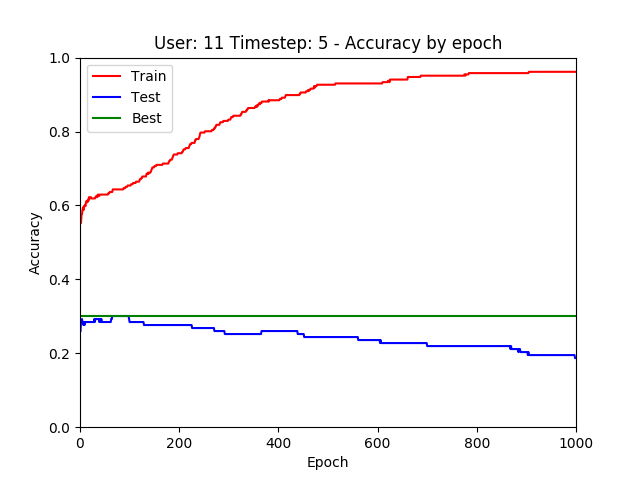 User: 11 Timestep: 5 - Accuracy by epoch
Train
Test
Best
1.0
0.8
0.6
0.4
0.2
0.0
Accuracy
0 200 400 600 800 1000
Epoch